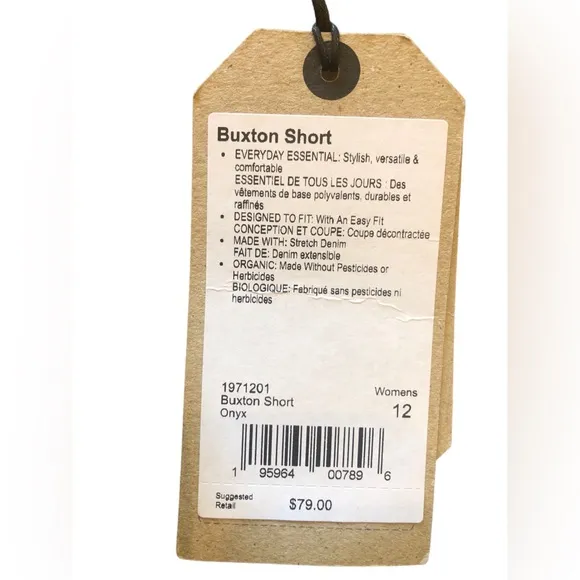 Buxton Short
• EVERYDAY ESSENTIAL: Stylish, versatile &
comfortable
ESSENTIEL DE TOUS LES JOURS : Des
vêtements de base polyvalents, durables et
raffinés
• DESIGNED TO FIT: With An Easy Fit
CONCEPTION ET COUPE: Coupe décontractée
• MADE WITH: Stretch Denim
FAIT DE: Denim extensible
• ORGANIC: Made Without Pesticides or
Herbicides
BIOLOGIQUE: Fabriqué sans pesticides ni
herbicides
1971201
Buxton Short
Onyx
Womens
12
1 95964 00789 6
Suggested
Retail
$79.00